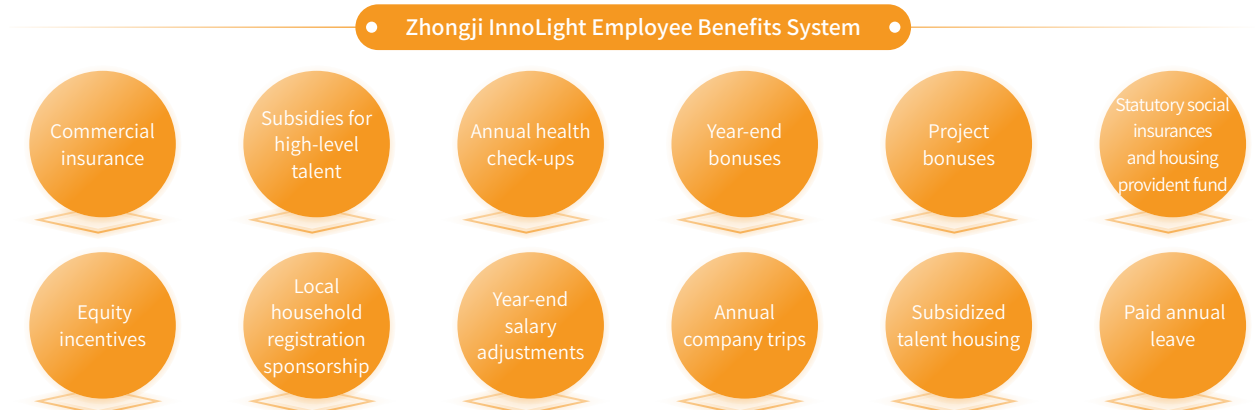 Zhongji InnoLight Employee Benefits System
Commercial
insurance
Subsidies for
high-level
talent
Annual health
check-ups
Year-end
bonuses
Project
bonuses
Statutory social
insurances
and housing
provident fund
Equity
incentives
Local
household
registration
sponsorship
Year-end
salary
adjustments
Annual
company trips
Subsidized
talent housing
Paid annual
leave